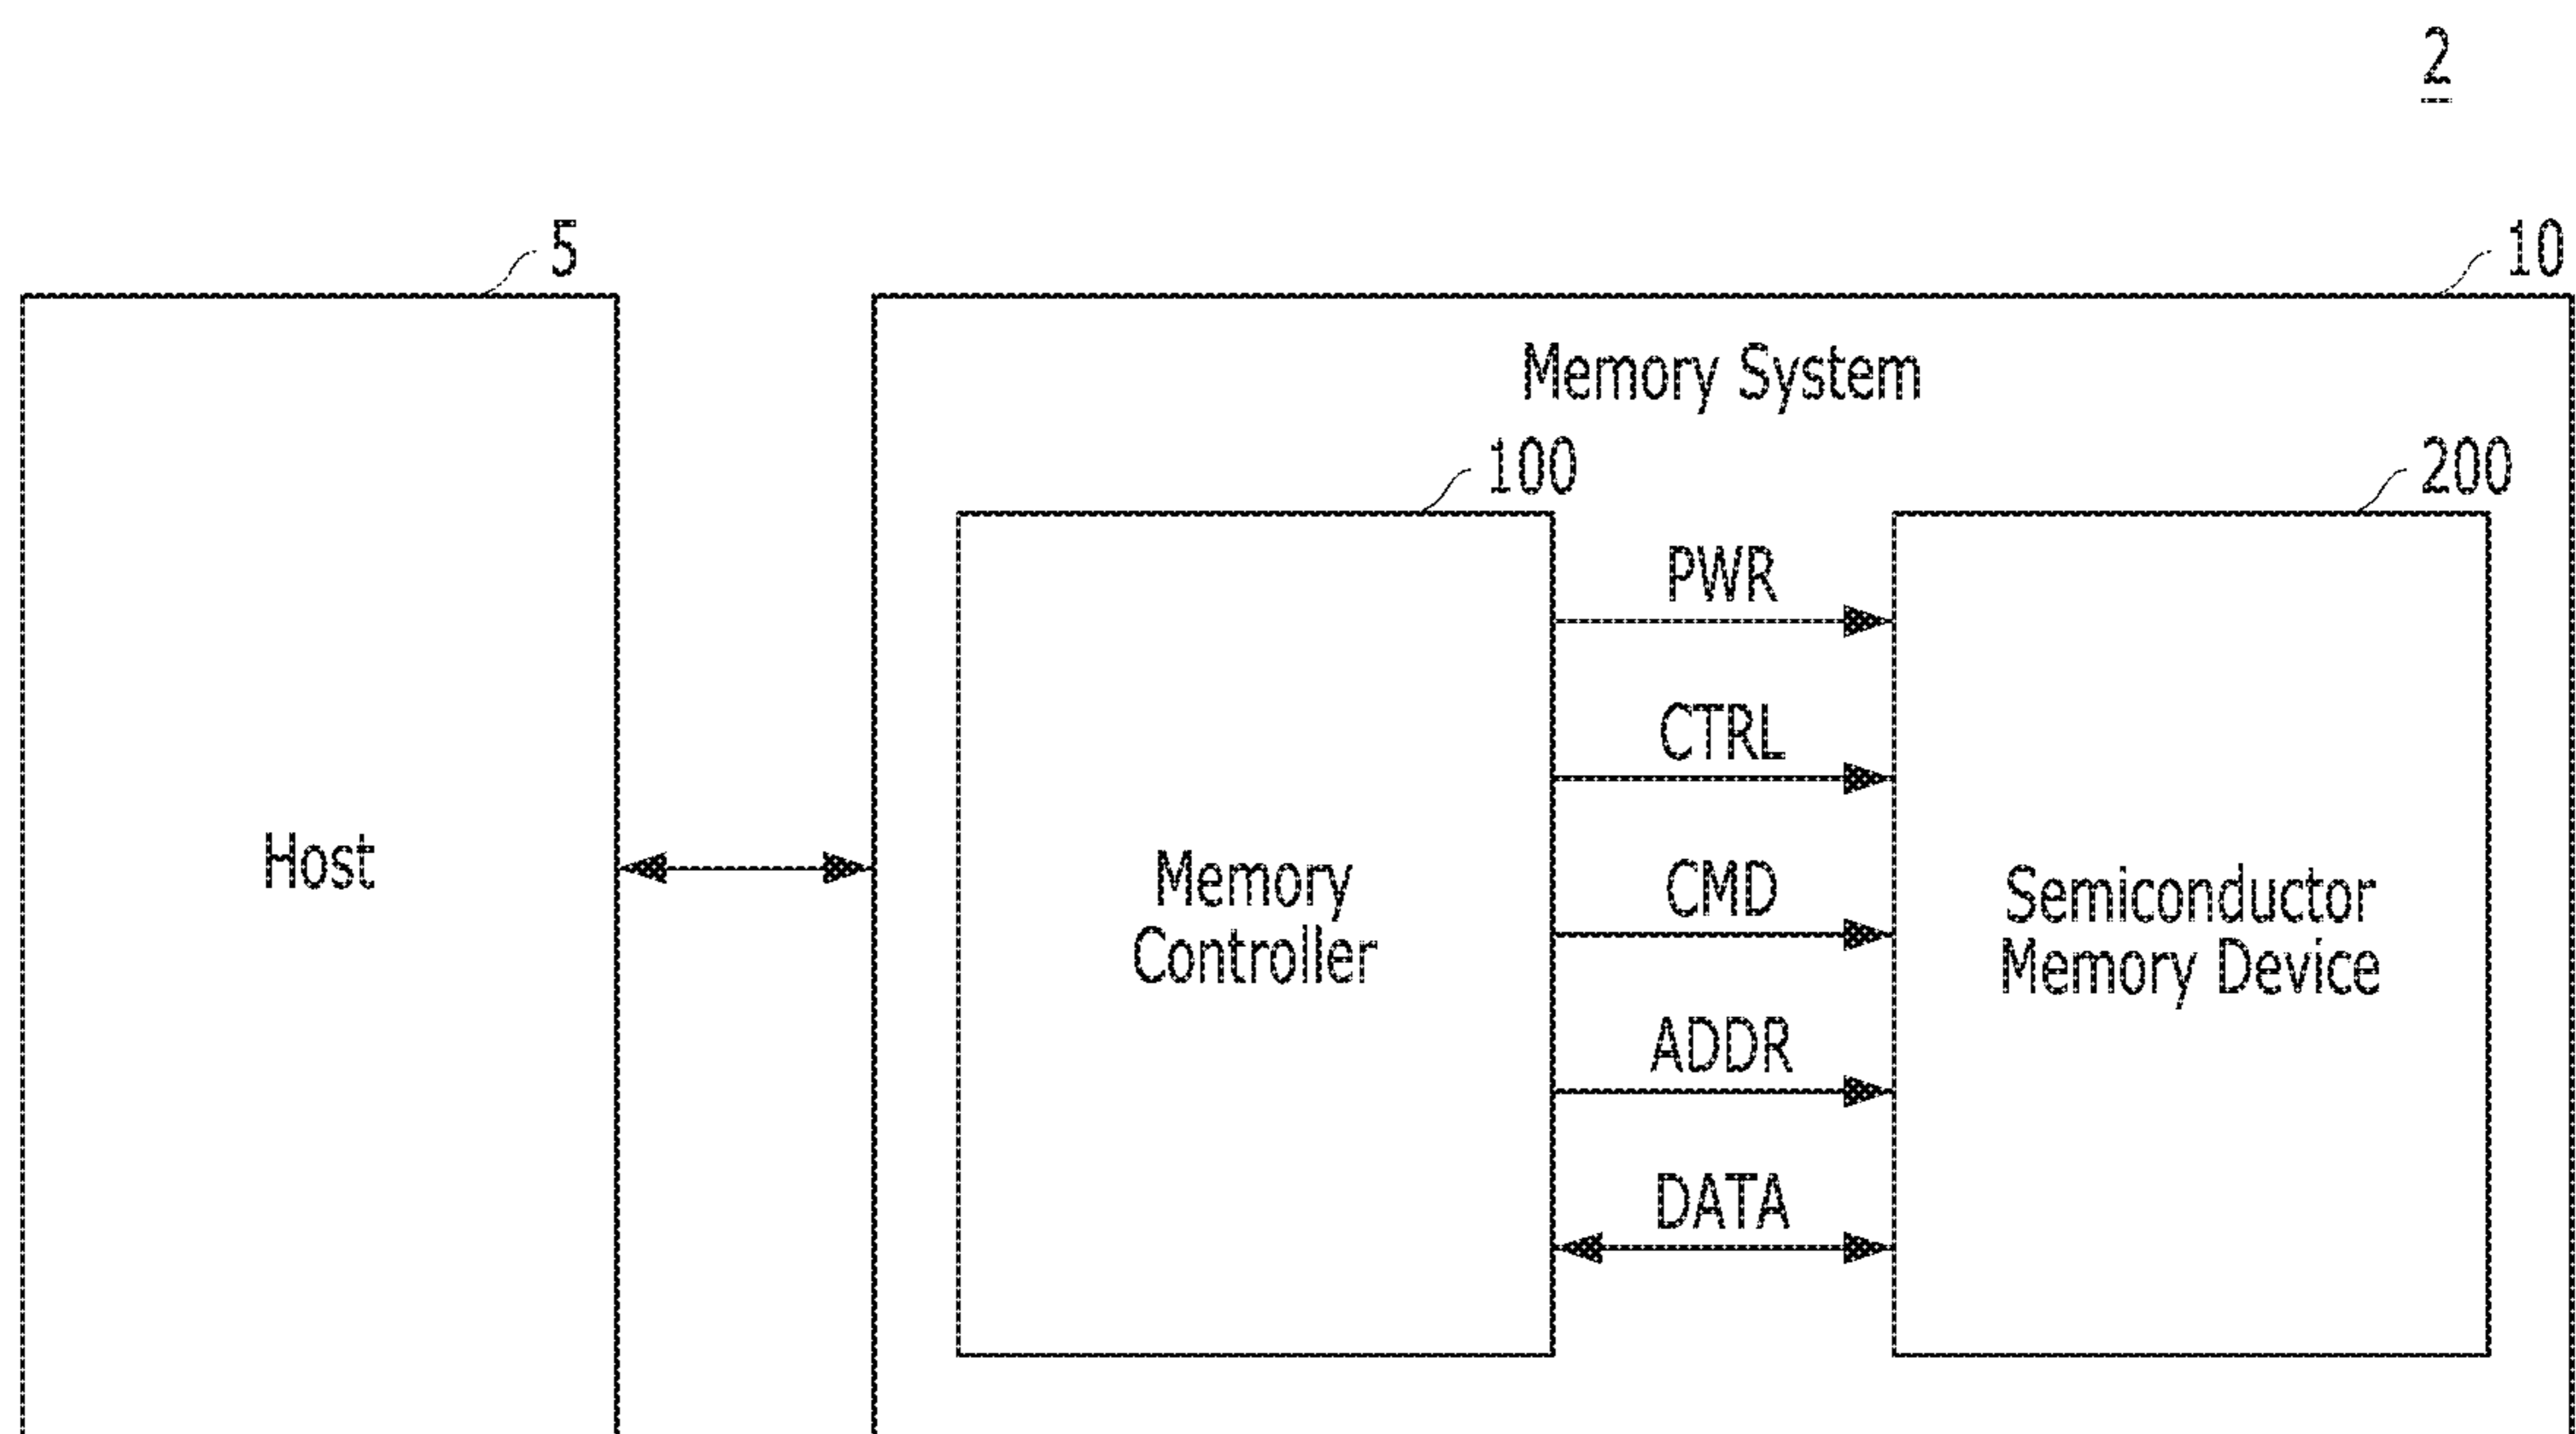 2
5
10
Memory System
100
200
PWR
CTRL
Host
CMD
Memory
Controller
Semiconductor
Memory Device
ADDR
DATA